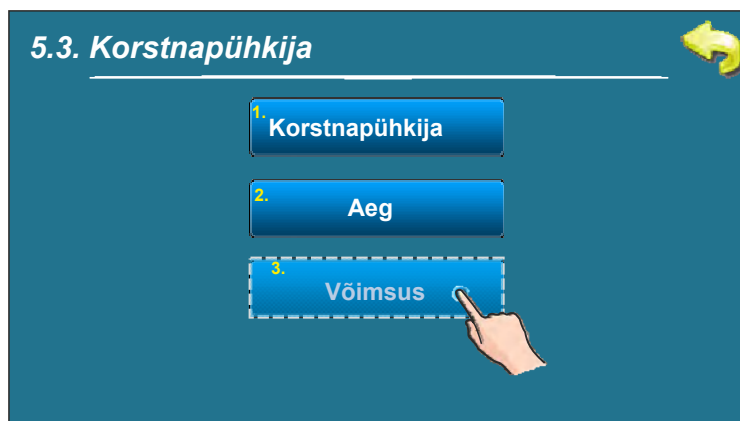 5.3. Korstnapühkija
1.
Korstnapühkija
2.
Aeg
3.
Võimsus